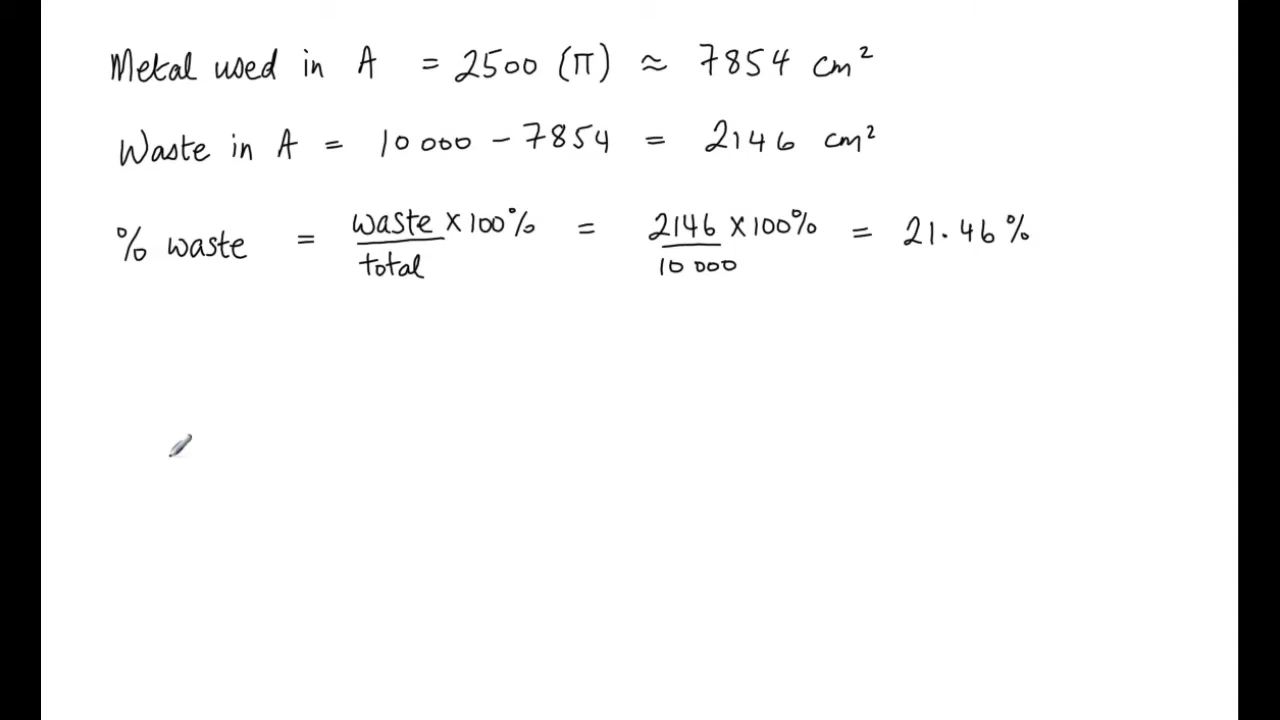 Metal used in A = 2500 (π) ≈ 7854 cm²
Waste in A = 10 000 - 7854 = 2146 cm²
% waste = waste/total × 100% = 2146/10 000 × 100% = 21.46 %